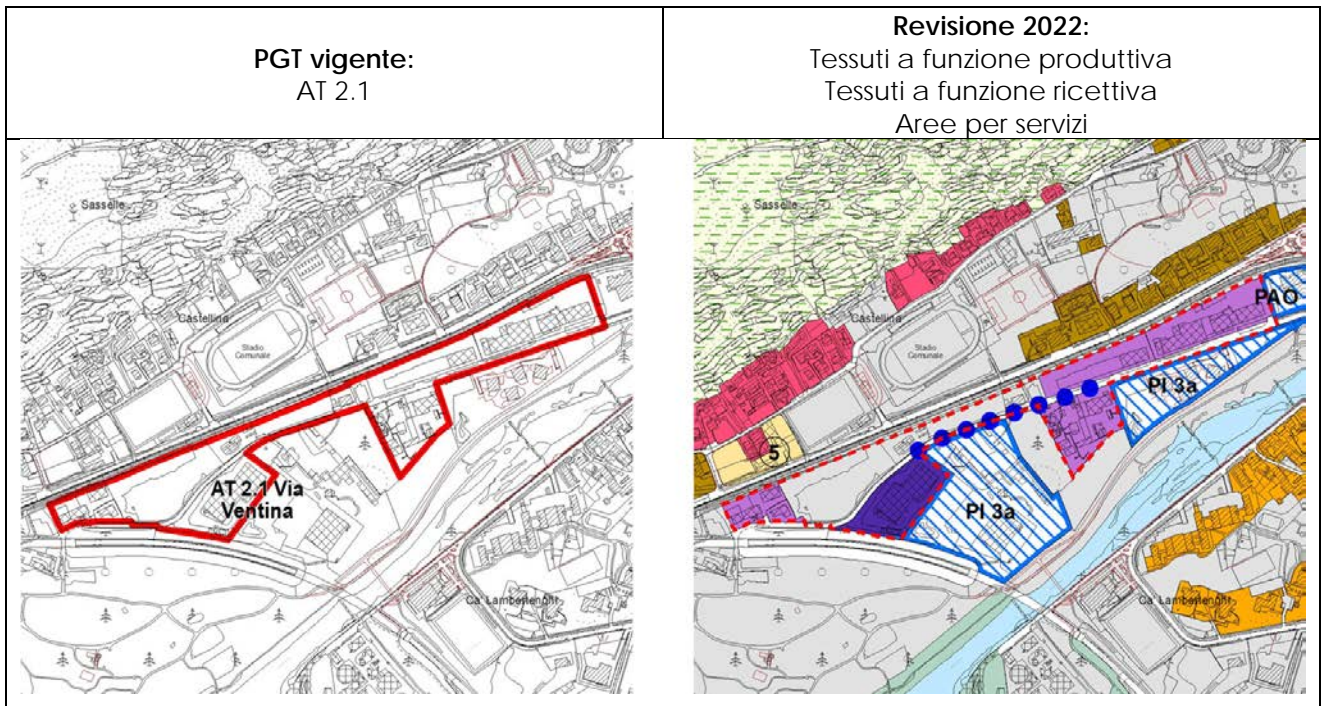 PGT vigente:
AT 2.1
Revisione 2022:
Tessuti a funzione produttiva
Tessuti a funzione ricettiva
Aree per servizi
Sasselle
Castellina
Stadio
Comunale
AT 2.1 Via
Ventina
Ca' Lambertenghi
Sasselle
Castellina
Stadio
Comunale
PAO
PI 3a
5
PI 3a
Ca' Lambertenghi